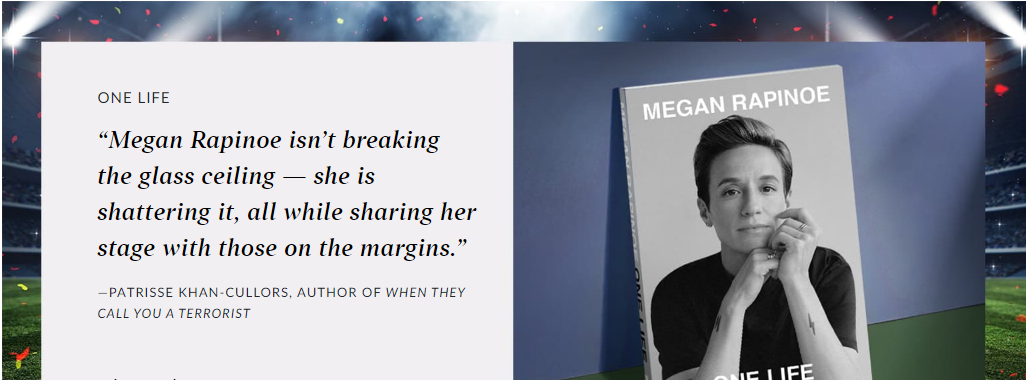 ONE LIFE
“Megan Rapinoe isn’t breaking
the glass ceiling — she is
shattering it, all while sharing her
stage with those on the margins.”
—PATRISSE KHAN-CULLORS, AUTHOR OF WHEN THEY
CALL YOU A TERRORIST
MEGAN RAPINOE
ONE LIFE